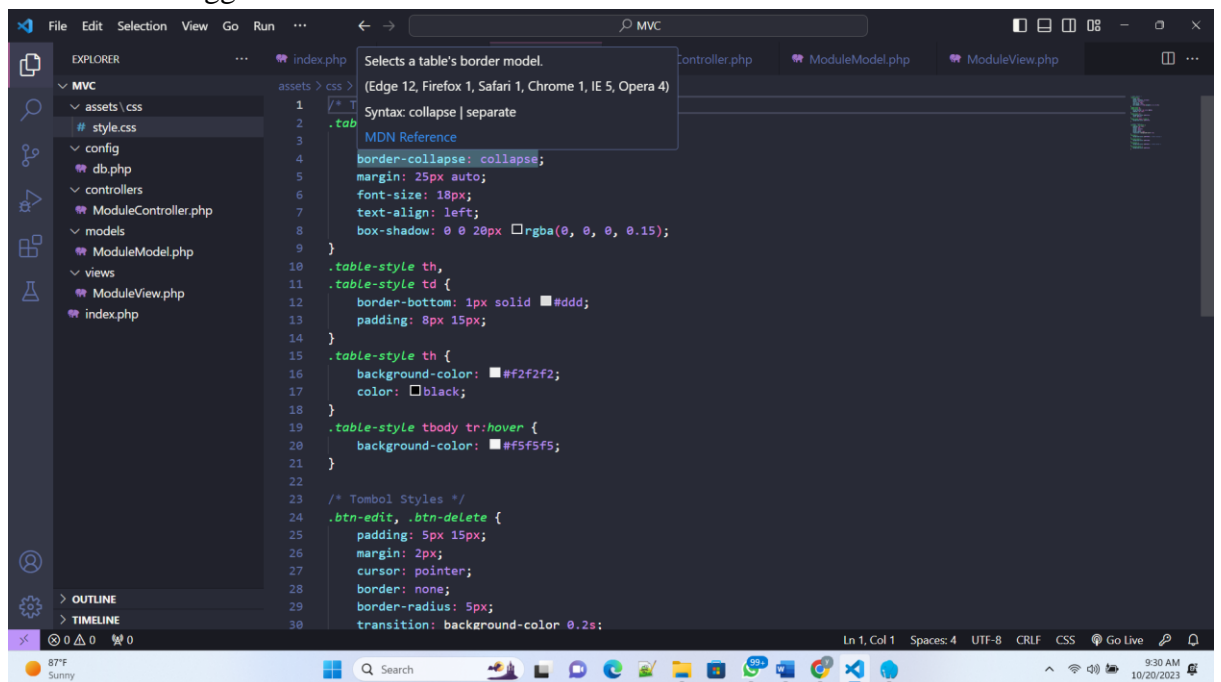 File Edit Selection View Go Run ··· MVC
EXPLORER ···
MVC
assets\css
# style.css
config
db.php
controllers
ModuleController.php
models
ModuleModel.php
views
ModuleView.php
index.php
OUTLINE
TIMELINE
index.php Controller.php ModuleModel.php ModuleView.php
assets > css >
Selects a table's border model.
(Edge 12, Firefox 1, Safari 1, Chrome 1, IE 5, Opera 4)
Syntax: collapse | separate
MDN Reference
1 /* T
2 .tab
3
4 border-collapse: collapse;
5 margin: 25px auto;
6 font-size: 18px;
7 text-align: left;
8 box-shadow: 0 0 20px rgba(0, 0, 0, 0.15);
9 }
10 .table-style th,
11 .table-style td {
12 border-bottom: 1px solid #ddd;
13 padding: 8px 15px;
14 }
15 .table-style th {
16 background-color: #f2f2f2;
17 color: black;
18 }
19 .table-style tbody tr:hover {
20 background-color: #f5f5f5;
21 }
22
23 /* Tombol Styles */
24 .btn-edit, .btn-delete {
25 padding: 5px 15px;
26 margin: 2px;
27 cursor: pointer;
28 border: none;
29 border-radius: 5px;
30 transition: background-color 0.2s;
0 0 0 Ln 1, Col 1 Spaces: 4 UTF-8 CRLF CSS Go Live
87°F
Sunny
Search
99+
9:30 AM
10/20/2023